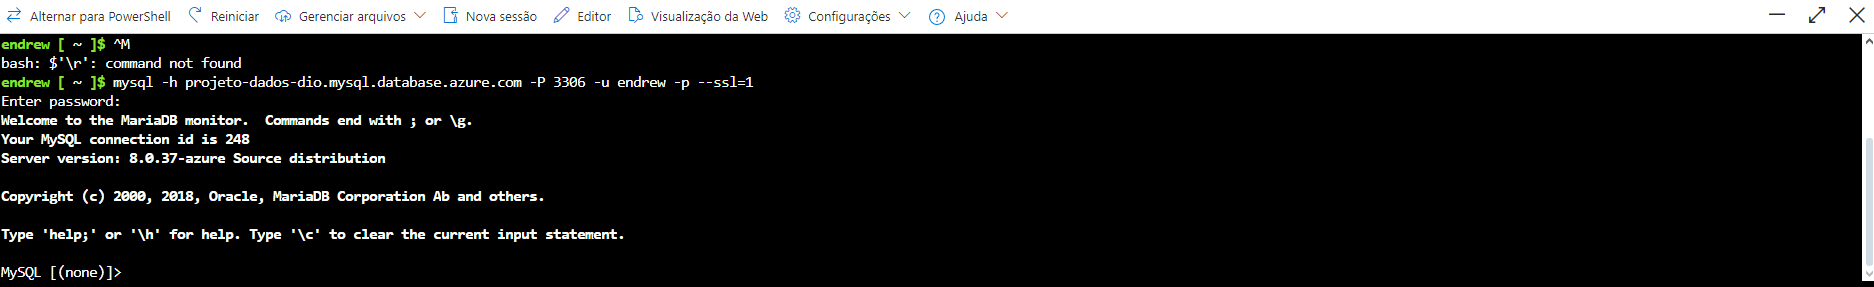 Alternar para PowerShell Reiniciar Gerenciar arquivos Nova sessão Editor Visualização da Web Configurações Ajuda
endrew [ ~ ]$ ^M
bash: $'\r': command not found
endrew [ ~ ]$ mysql -h projeto-dados-dio.mysql.database.azure.com -P 3306 -u endrew -p --ssl=1
Enter password:
Welcome to the MariaDB monitor.  Commands end with ; or \g.
Your MySQL connection id is 248
Server version: 8.0.37-azure Source distribution
Copyright (c) 2000, 2018, Oracle, MariaDB Corporation Ab and others.
Type 'help;' or '\h' for help. Type '\c' to clear the current input statement.
MySQL [(none)]>